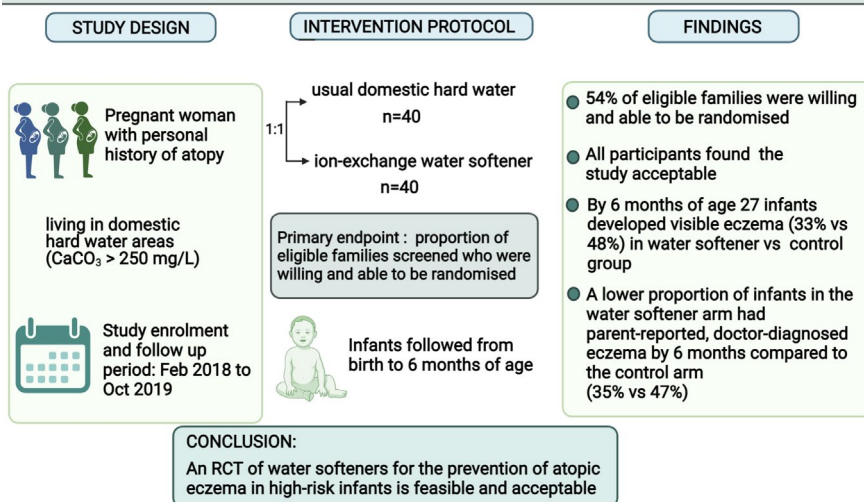 STUDY DESIGN
Pregnant woman
with personal
history of atopy
living in domestic
hard water areas
(CaCO₃ > 250 mg/L)
Study enrolment
and follow up
period: Feb 2018 to
Oct 2019
INTERVENTION PROTOCOL
1:1
usual domestic hard water
n=40
ion-exchange water softener
n=40
Primary endpoint : proportion of
eligible families screened who were
willing and able to be randomised
Infants followed from
birth to 6 months of age
FINDINGS
54% of eligible families were willing
and able to be randomised
All participants found the
study acceptable
By 6 months of age 27 infants
developed visible eczema (33% vs
48%) in water softener vs control
group
A lower proportion of infants in the
water softener arm had
parent-reported, doctor-diagnosed
eczema by 6 months compared to
the control arm
(35% vs 47%)
CONCLUSION:
An RCT of water softeners for the prevention of atopic
eczema in high-risk infants is feasible and acceptable